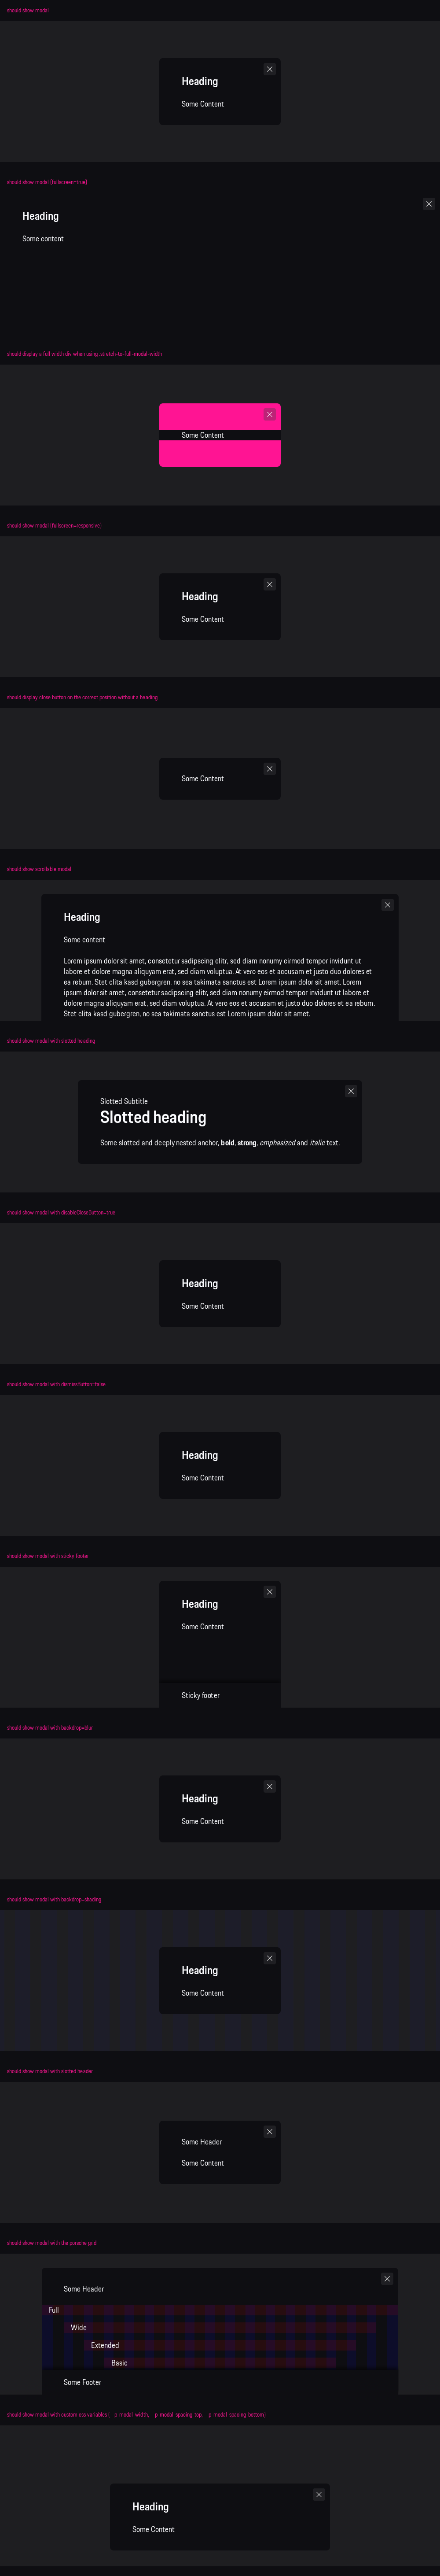 should show modal
Heading
Some Content
should show modal (fullscreen=true)
Heading
Some content
should display a full width div when using .stretch-to-full-modal-width
Some Content
should show modal (fullscreen=responsive)
Heading
Some Content
should display close button on the correct position without a heading
Some Content
should show scrollable modal
Heading
Some content
Lorem ipsum dolor sit amet, consetetur sadipscing elitr, sed diam nonumy eirmod tempor invidunt ut
labore et dolore magna aliquyam erat, sed diam voluptua. At vero eos et accusam et justo duo dolores et
ea rebum. Stet clita kasd gubergren, no sea takimata sanctus est Lorem ipsum dolor sit amet. Lorem
ipsum dolor sit amet, consetetur sadipscing elitr, sed diam nonumy eirmod tempor invidunt ut labore et
dolore magna aliquyam erat, sed diam voluptua. At vero eos et accusam et justo duo dolores et ea rebum.
Stet clita kasd gubergren, no sea takimata sanctus est Lorem ipsum dolor sit amet.
should show modal with slotted heading
Slotted Subtitle
Slotted heading
Some slotted and deeply nested anchor, bold, strong, emphasized and italic text.
should show modal with disableCloseButton=true
Heading
Some Content
should show modal with dismissButton=false
Heading
Some Content
should show modal with sticky footer
Heading
Some Content
Sticky footer
should show modal with backdrop=blur
Heading
Some Content
should show modal with backdrop=shading
Heading
Some Content
should show modal with slotted header
Some Header
Some Content
should show modal with the porsche grid
Some Header
Full
Wide
Extended
Basic
Some Footer
should show modal with custom css variables (--p-modal-width, --p-modal-spacing-top, --p-modal-spacing-bottom)
Heading
Some Content